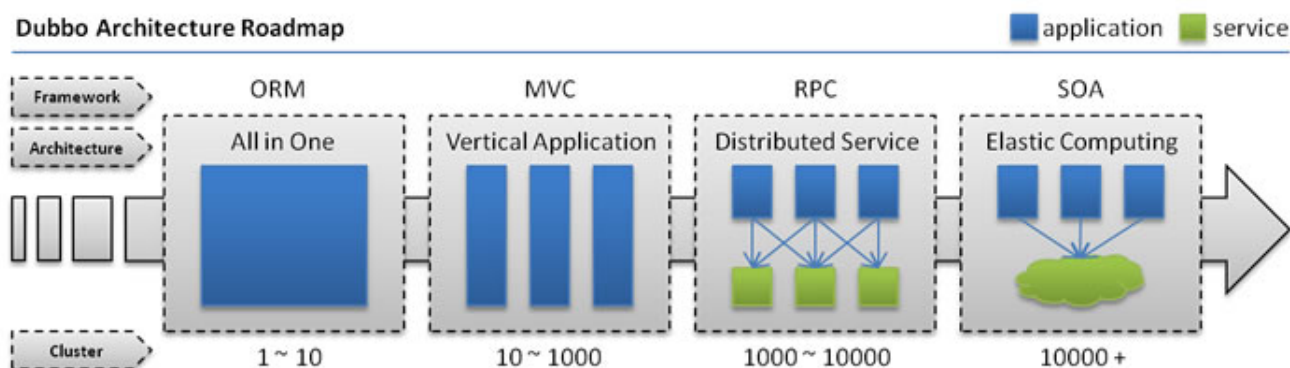 Dubbo Architecture Roadmap
application
service
Framework
ORM
MVC
RPC
SOA
Architecture
All in One
Vertical Application
Distributed Service
Elastic Computing
Cluster
1 ~ 10
10 ~ 1000
1000 ~ 10000
10000 +